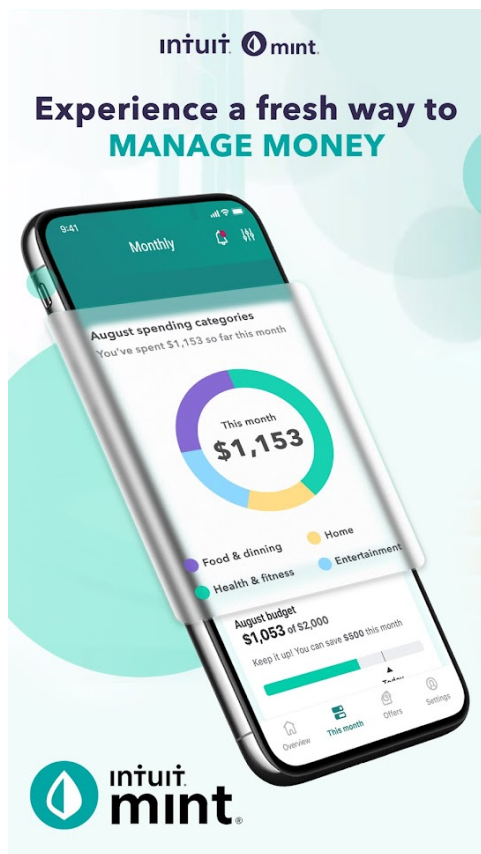 ıntuıt. mint.
Experience a fresh way to
MANAGE MONEY
9:41
Monthly
August spending categories
You've spent $1,153 so far this month
This month
$1,153
Food & dinning
Home
Health & fitness
Entertainment
August budget
$1,053 of $2,000
Keep it up! You can save $500 this month
Today
Overview
This month
Offers
Settings
ıntuıt.
mint®